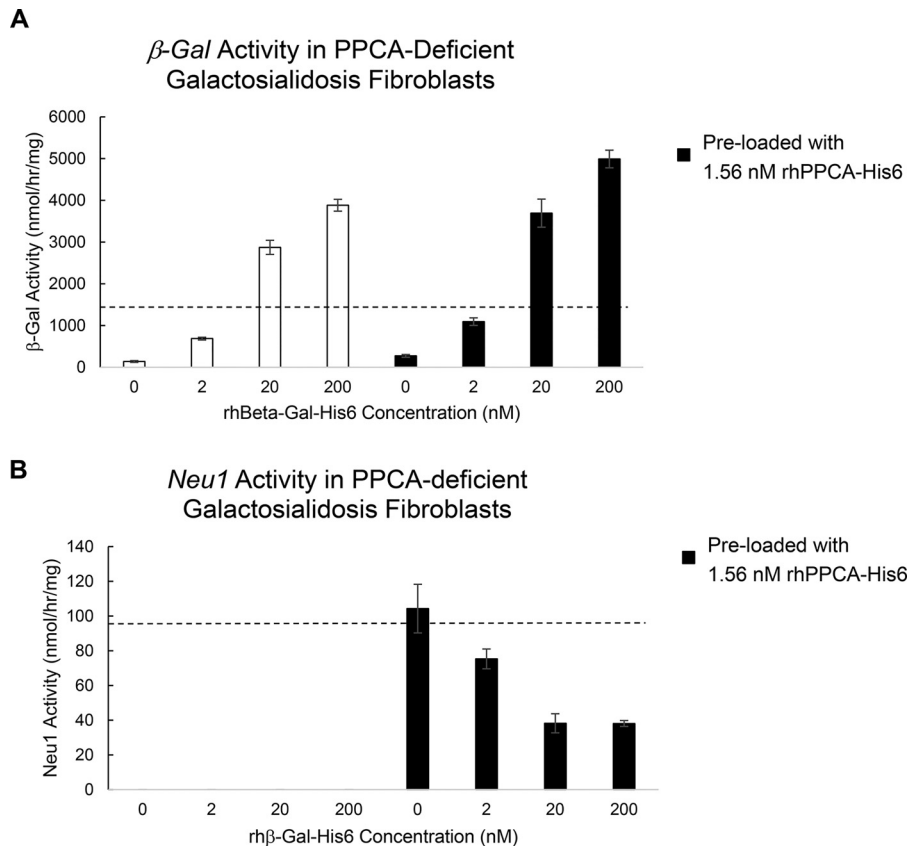 A
β-Gal Activity in PPCA-Deficient
Galactosialidosis Fibroblasts
β-Gal Activity (nmol/hr/mg)
6000
5000
4000
3000
2000
1000
0
0 2 20 200 0 2 20 200
rhBeta-Gal-His6 Concentration (nM)
Pre-loaded with
1.56 nM rhPPCA-His6
B
Neu1 Activity in PPCA-deficient
Galactosialidosis Fibroblasts
Neu1 Activity (nmol/hr/mg)
140
120
100
80
60
40
20
0
0 2 20 200 0 2 20 200
rhβ-Gal-His6 Concentration (nM)
Pre-loaded with
1.56 nM rhPPCA-His6